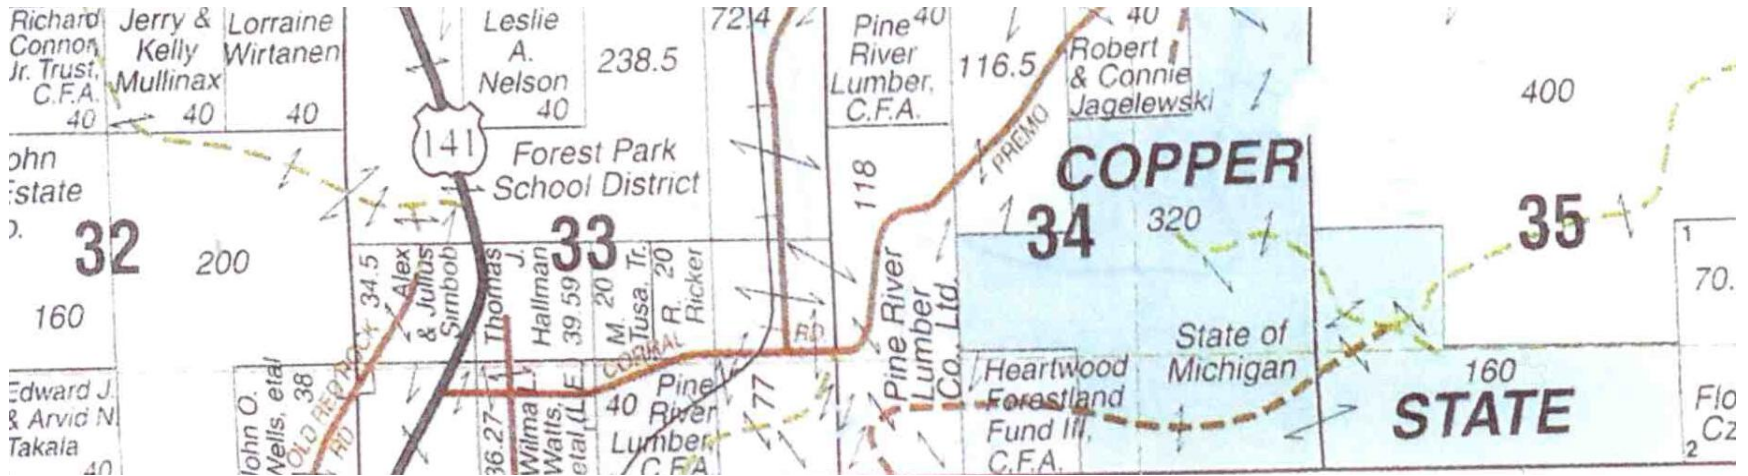 Richard
Connor
Jr. Trust,
C.F.A.
40
Jerry &
Kelly
Mullinax
40
Lorraine
Wirtanen
40
Leslie
A.
Nelson
40
238.5
72.4
Pine 40
River
Lumber,
C.F.A.
116.5
40
Robert
& Connie
Jagelewski
400
141
Forest Park
School District
118
PREMO
COPPER
ohn
Estate
32
200
160
33
34
320
35
1
70.
34.5
Alex
& Julius
Simbob
Thomas
J.
Hallman
39.59
M. 20
Tusa, Tr.
R. 20
Ricker
CORRAL
RD
Pine River
Lumber
Co. Ltd
State of
Michigan
Heartwood
Forestland
Fund III,
C.F.A.
160
STATE
Edward J.
& Arvid N.
Takala
40
John O.
Wells, etal
38
OLD RED ROCK
RD
36.27
Wilma L.
Watts,
etal (L.E.
40
Pine
River
Lumber,
C.F.A.
77
Flo
Cz
2